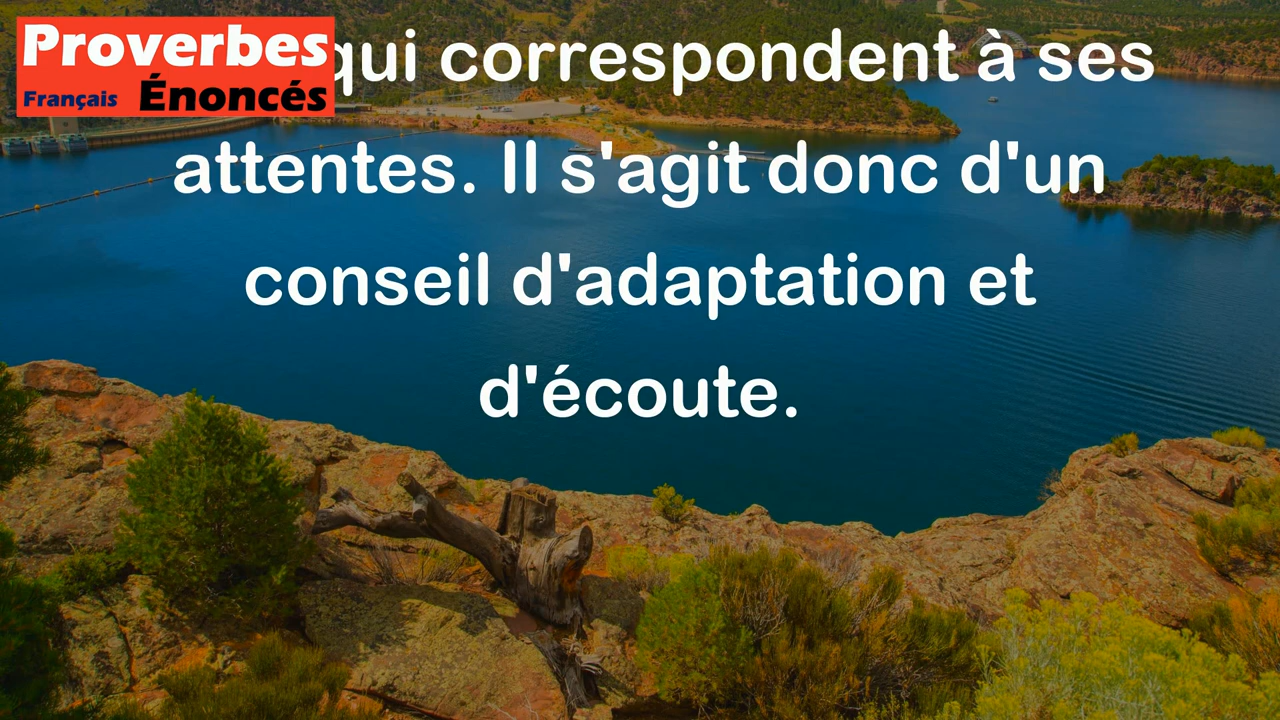 Proverbes
Français Énoncés
qui correspondent à ses
attentes. Il s'agit donc d'un
conseil d'adaptation et
d'écoute.